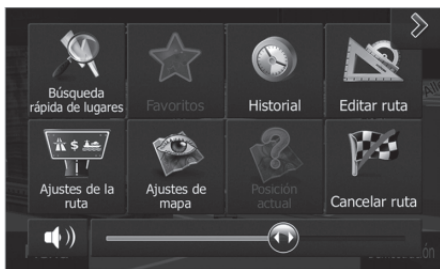 Búsqueda
rápida de lugares
Favoritos
Historial
Editar ruta
Ajustes de la
ruta
Ajustes de
mapa
Posición
actual
Cancelar ruta